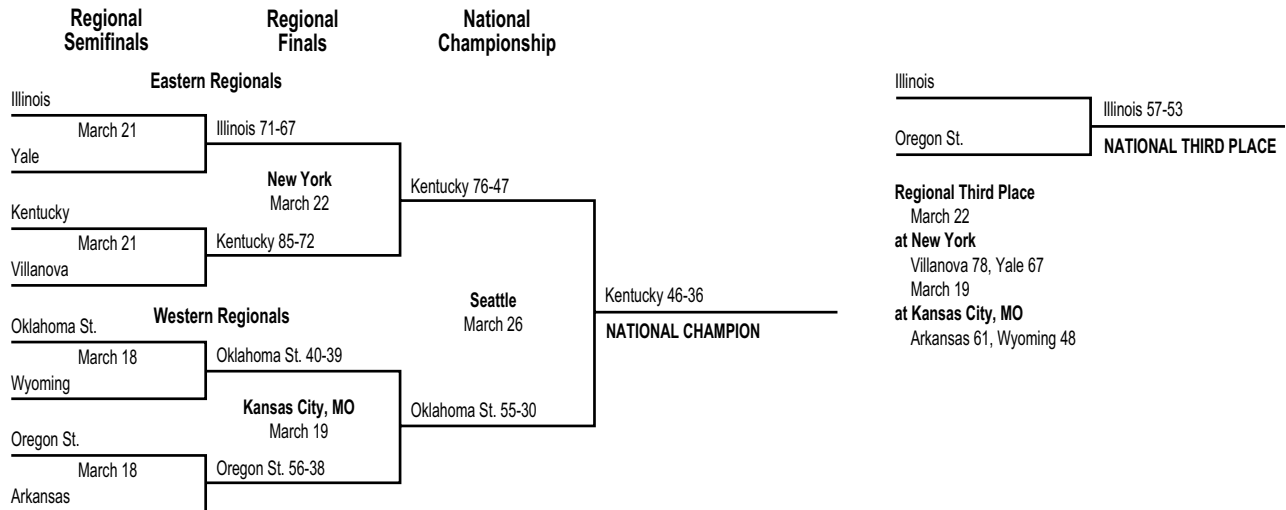 Regional
Semifinals
Regional
Finals
National
Championship
Eastern Regionals
Illinois
March 21
Yale
Illinois 71-67
New York
March 22
Kentucky
March 21
Villanova
Kentucky 85-72
Kentucky 76-47
Western Regionals
Oklahoma St.
March 18
Wyoming
Oklahoma St. 40-39
Kansas City, MO
March 19
Oregon St.
March 18
Arkansas
Oregon St. 56-38
Oklahoma St. 55-30
Seattle
March 26
Kentucky 46-36
NATIONAL CHAMPION
Illinois
Oregon St.
Illinois 57-53
NATIONAL THIRD PLACE
Regional Third Place
March 22
at New York
Villanova 78, Yale 67
March 19
at Kansas City, MO
Arkansas 61, Wyoming 48